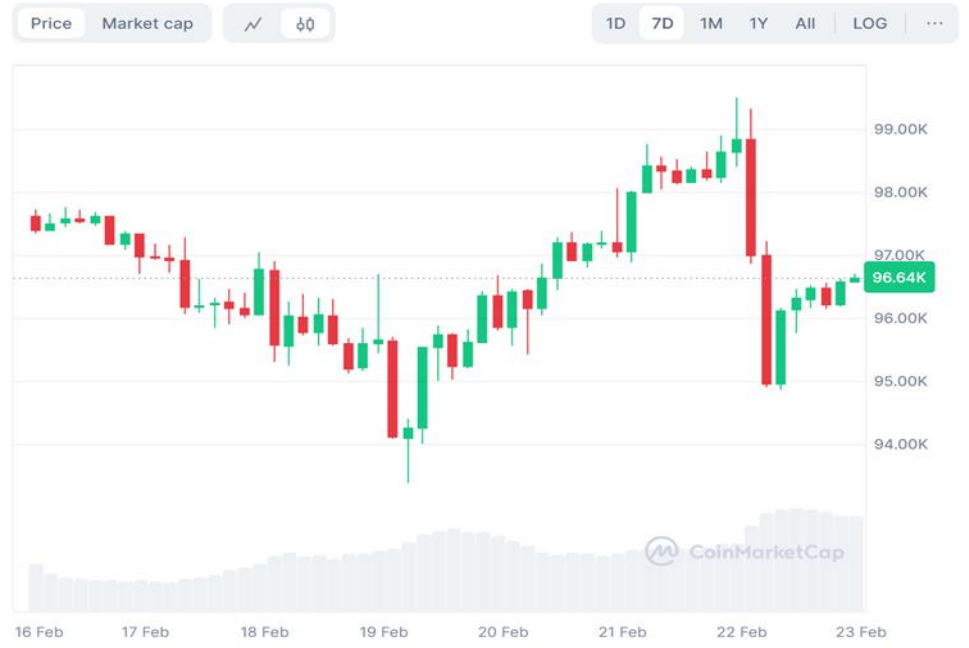 Price Market cap 1D 7D 1M 1Y All LOG ...
99.00K
98.00K
97.00K
96.64K
96.00K
95.00K
94.00K
CoinMarketCap
16 Feb 17 Feb 18 Feb 19 Feb 20 Feb 21 Feb 22 Feb 23 Feb